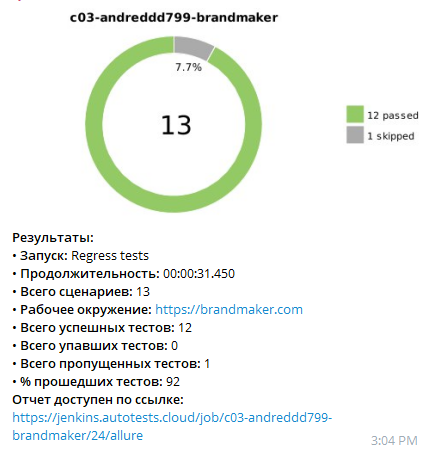 c03-andreddd799-brandmaker
7.7%
13
12 passed
1 skipped
Результаты:
• Запуск: Regress tests
• Продолжительность: 00:00:31.450
• Всего сценариев: 13
• Рабочее окружение: https://brandmaker.com
• Всего успешных тестов: 12
• Всего упавших тестов: 0
• Всего пропущенных тестов: 1
• % прошедших тестов: 92
Отчет доступен по ссылке:
https://jenkins.autotests.cloud/job/c03-andreddd799-
brandmaker/24/allure
3:04 PM